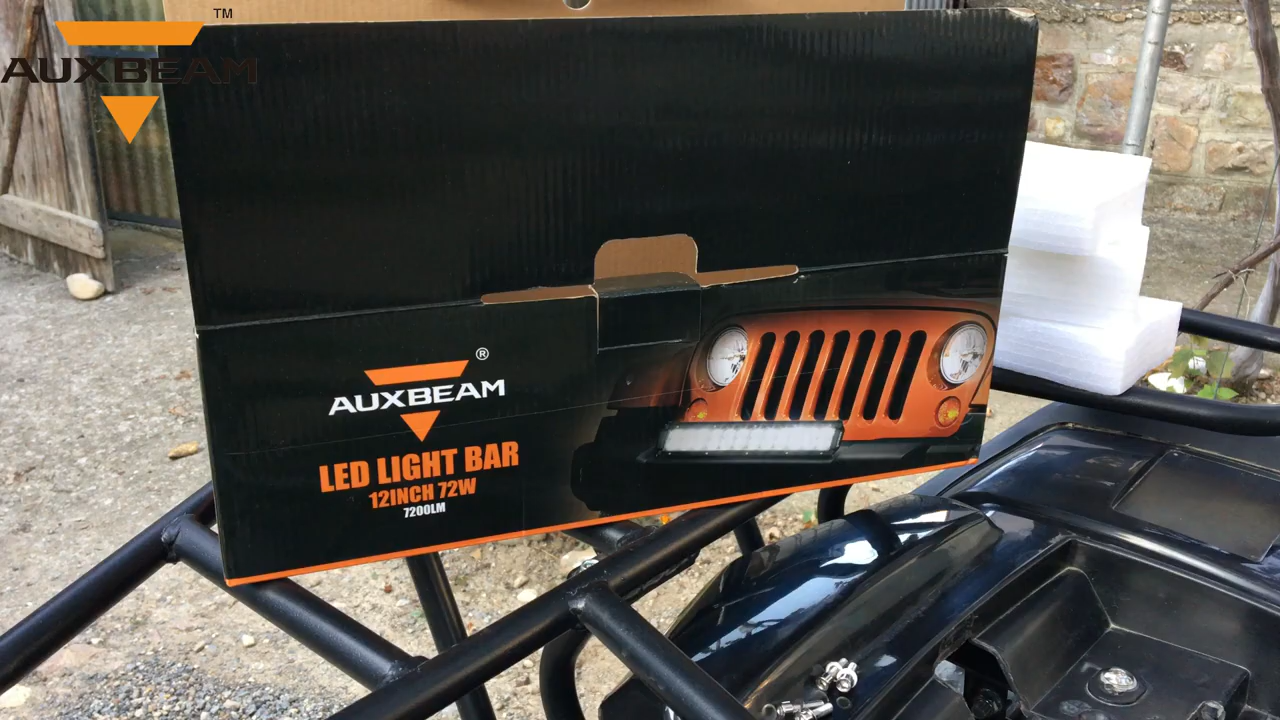 TM
AUXBEAM
®
AUXBEAM
LED LIGHT BAR
12INCH 72W
7200LM